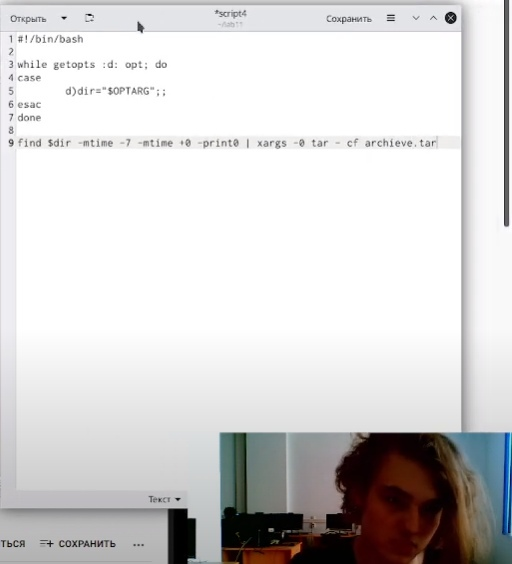 Открыть
*script4
~/lab11
Сохранить
1 #!/bin/bash
2
3 while getopts :d: opt; do
4 case
5 d)dir="$OPTARG";;
6 esac
7 done
8
9 find $dir -mtime -7 -mtime +0 -print0 | xargs -0 tar - cf archieve.tar
Текст
ТЬСЯ
СОХРАНИТЬ